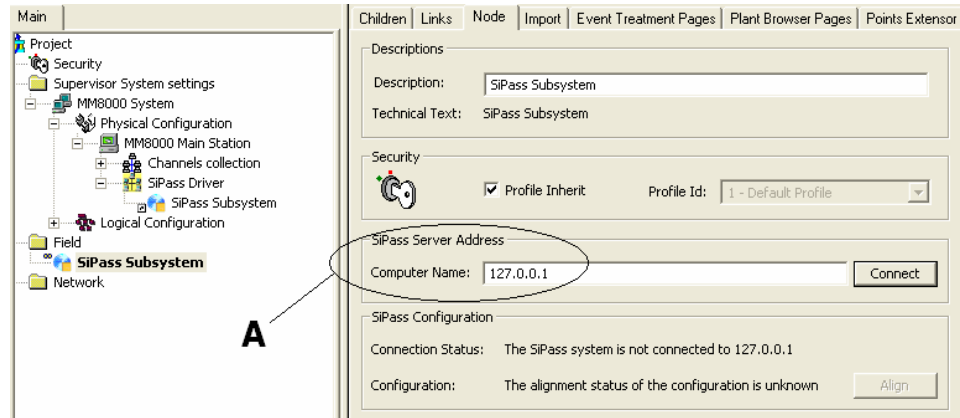 Main
Project
Security
Supervisor System settings
MM8000 System
Physical Configuration
MM8000 Main Station
Channels collection
SiPass Driver
SiPass Subsystem
Logical Configuration
Field
SiPass Subsystem
Network
A
Children Links Node Import Event Treatment Pages Plant Browser Pages Points Extensor
Descriptions
Description: SiPass Subsystem
Technical Text: SiPass Subsystem
Security
Profile Inherit Profile Id: 1 - Default Profile
SiPass Server Address
Computer Name: 127.0.0.1 Connect
SiPass Configuration
Connection Status: The SiPass system is not connected to 127.0.0.1
Configuration: The alignment status of the configuration is unknown Align